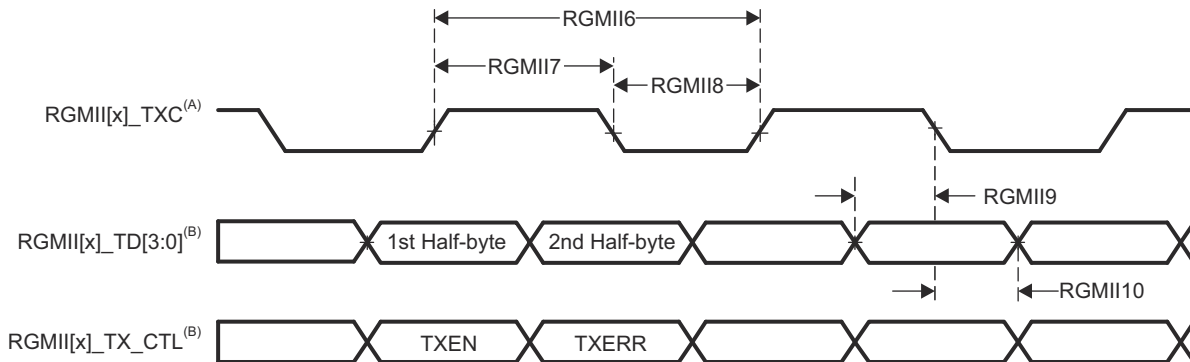 RGMII6
RGMII7
RGMII8
RGMII[x]_TXC(A)
RGMII9
RGMII[x]_TD[3:0](B)
1st Half-byte
2nd Half-byte
RGMII10
RGMII[x]_TX_CTL(B)
TXEN
TXERR